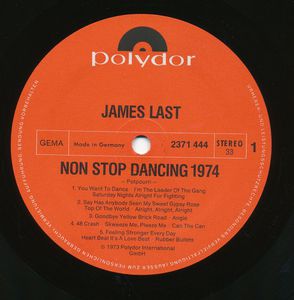 polydor
JAMES LAST
GEMA
Made in Germany
2371 444
STEREO
33
1
NON STOP DANCING 1974
- Potpourri -
1. You Want To Dance · I'm The Leader Of The Gang
Saturday Nights Alright For Fighting
2. Say Has Anybody Seen My Sweet Gypsy Rose
Top Of The World · Alright, Alright, Alright
3. Goodbye Yellow Brick Road · Angie
4. 48 Crash · Skweeze Me, Pleeze Me · Can The Can
5. Feeling Stronger Every Day
Heart Beat It's A Love Beat · Rubber Bullets
℗ 1973 Polydor International
GmbH